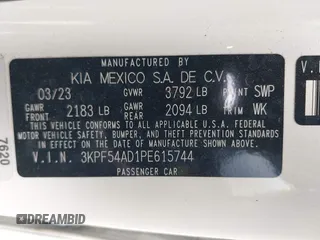 MANUFACTURED BY
KIA MEXICO S.A. DE C.V.
03/23 GVWR 3792 LB PAINT SWP
GAWR FRONT 2183 LB GAWR REAR 2094 LB TRIM WK
THIS VEHICLE CONFORMS TO ALL APPLICABLE U.S. FEDERAL
MOTOR VEHICLE SAFETY, BUMPER, AND THEFT PREVENTION
STANDARDS IN EFFECT ON THE DATE OF MANUFACTURE SHOWN ABOVE.
V.I.N. 3KPF54AD1PE615744
PASSENGER CAR
7620
V.I.N